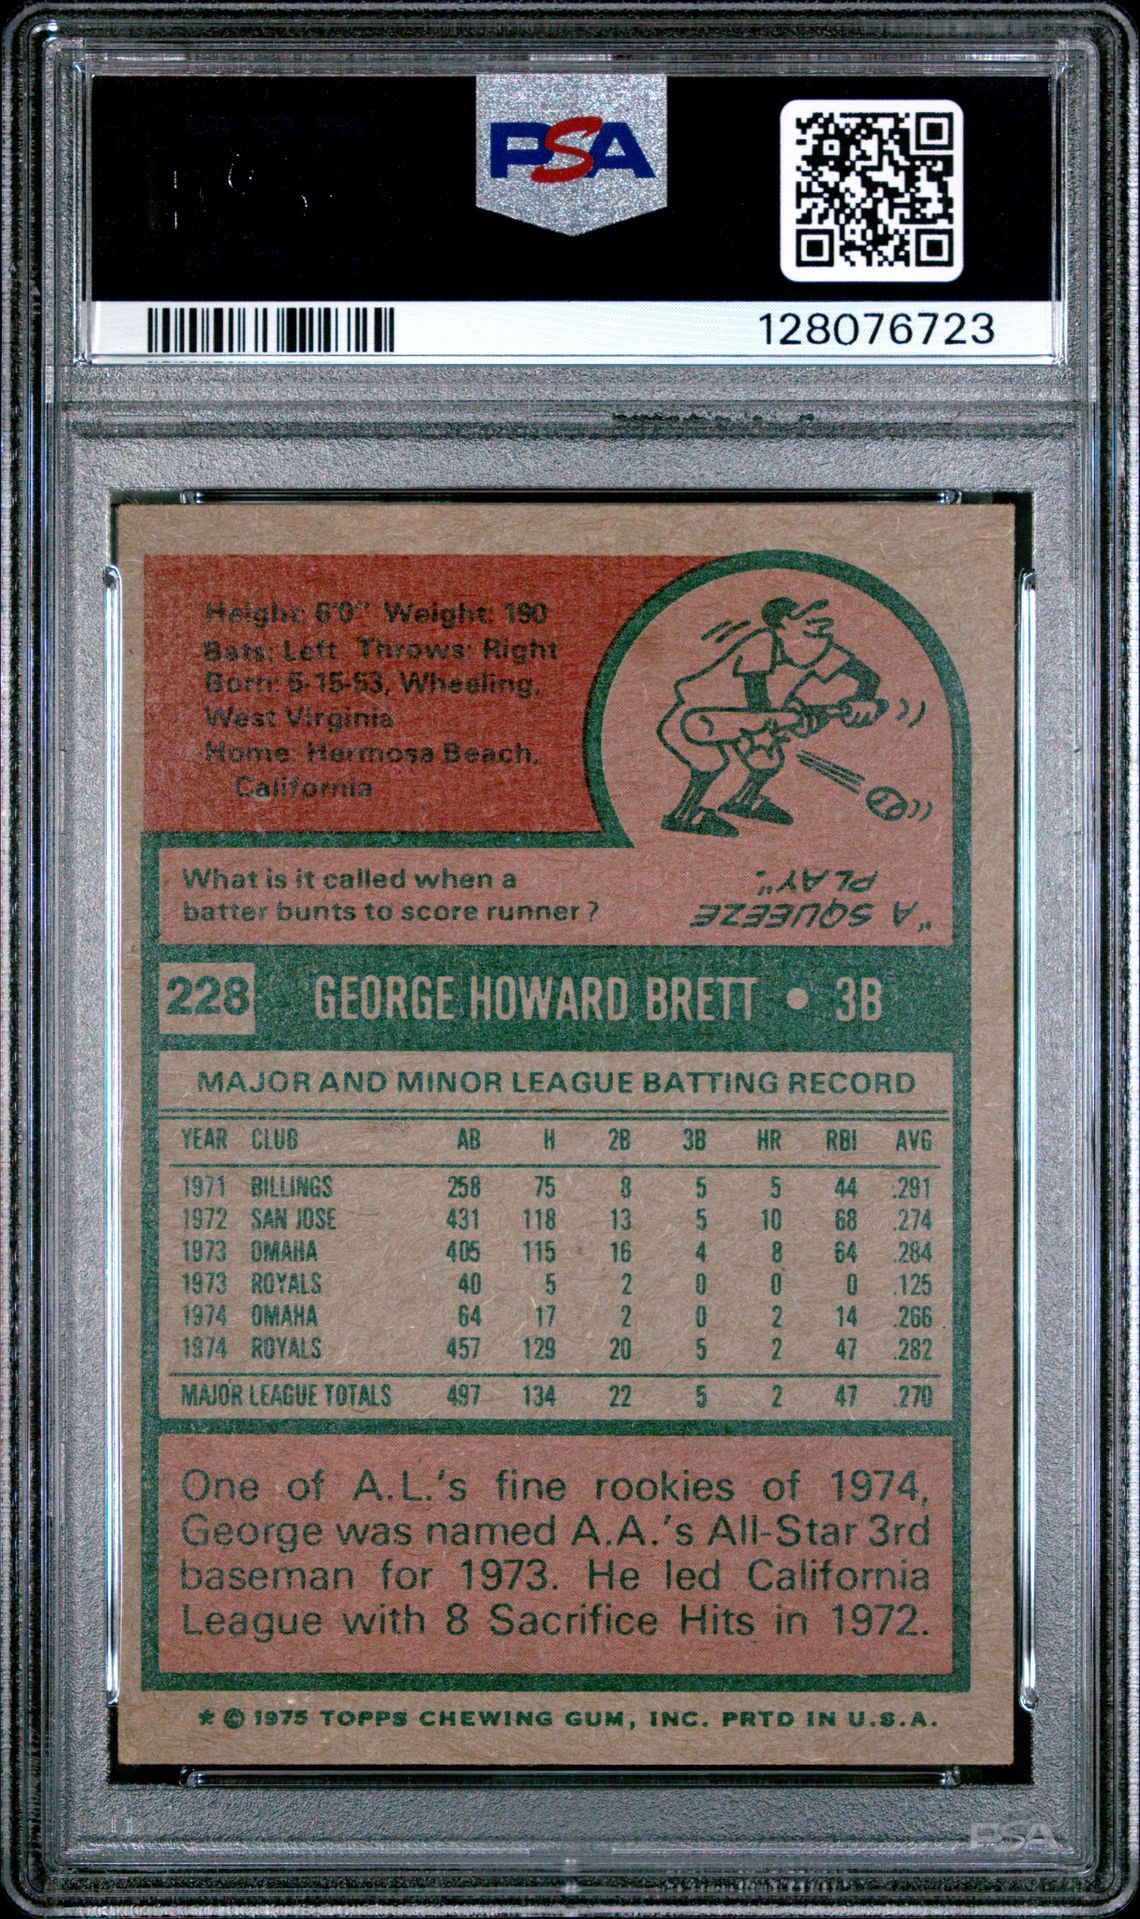 PSA
128076723
Height: 6'0" Weight: 190
Bats: Left Throws: Right
Born: 5-15-53, Wheeling,
West Virginia
Home: Hermosa Beach,
California
What is it called when a
batter bunts to score runner?
"A SQUEEZE
PLAY".
228 GEORGE HOWARD BRETT • 3B
MAJOR AND MINOR LEAGUE BATTING RECORD
YEAR CLUB AB H 2B 3B HR RBI AVG
1971 BILLINGS 258 75 8 5 5 44 .291
1972 SAN JOSE 431 118 13 5 10 68 .274
1973 OMAHA 405 115 16 4 8 64 .284
1973 ROYALS 40 5 2 0 0 0 .125
1974 OMAHA 64 17 2 0 2 14 .266
1974 ROYALS 457 129 20 5 2 47 .282
MAJOR LEAGUE TOTALS 497 134 22 5 2 47 .270
One of A.L.'s fine rookies of 1974,
George was named A.A.'s All-Star 3rd
baseman for 1973. He led California
League with 8 Sacrifice Hits in 1972.
* © 1975 TOPPS CHEWING GUM, INC. PRTD IN U.S.A.
PSA